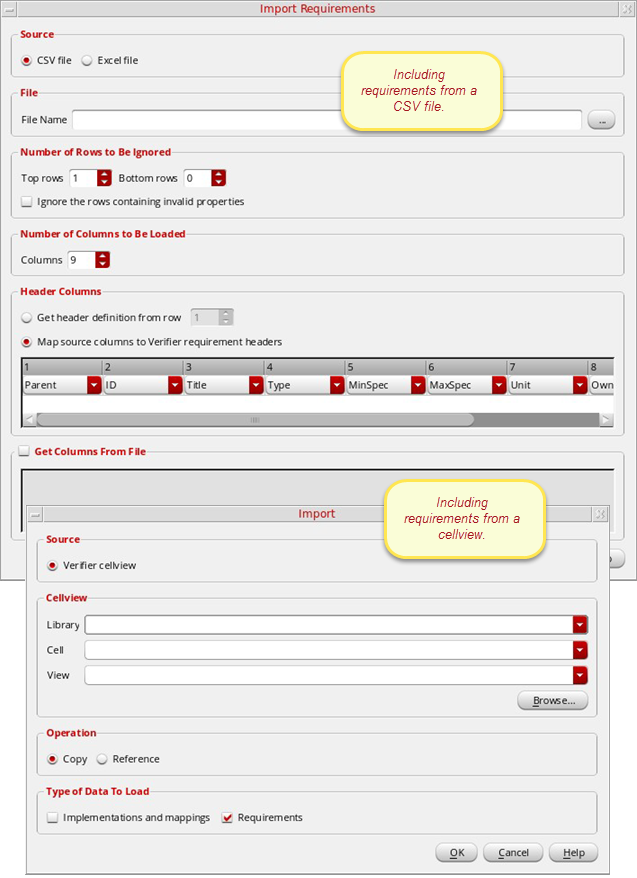 Import Requirements
Source
CSV file Excel file
Including
requirements from a
CSV file.
File
File Name ...
Number of Rows to Be Ignored
Top rows 1 Bottom rows 0
Ignore the rows containing invalid properties
Number of Columns to Be Loaded
Columns 9
Header Columns
Get header definition from row 1
Map source columns to Verifier requirement headers
1 2 3 4 5 6 7 8
Parent ID Title Type MinSpec MaxSpec Unit Own
Get Columns From File
Import
Including
requirements from a
cellview.
Source
Verifier cellview
Cellview
Library
Cell
View
Browse...
Operation
Copy Reference
Type of Data To Load
Implementations and mappings Requirements
OK Cancel Help